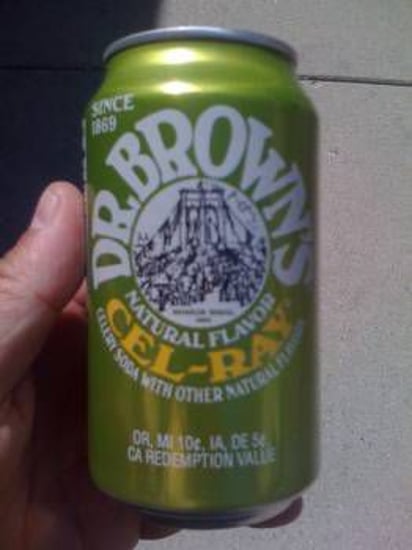 SINCE
1869
DR. BROWN'S
NATURAL FLAVOR
CEL-RAY
CELERY SODA WITH OTHER NATURAL FLAVORS
OR, MI 10¢, IA, DE 5¢,
CA REDEMPTION VALUE